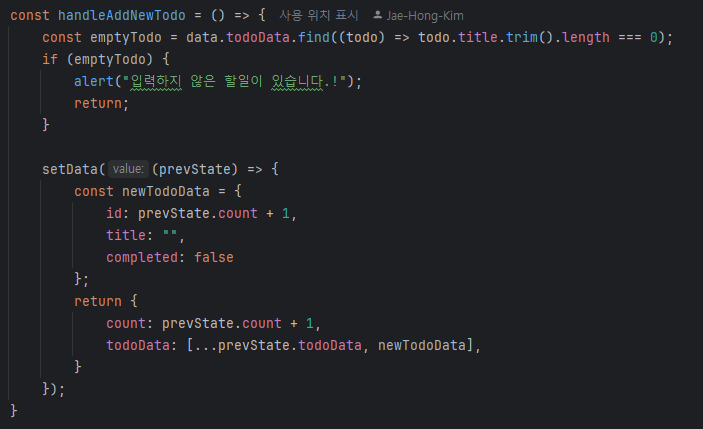 const handleAddNewTodo = () => { 사용 위치 표시 Jae-Hong-Kim
    const emptyTodo = data.todoData.find((todo) => todo.title.trim().length === 0);
    if (emptyTodo) {
        alert("입력하지 않은 할일이 있습니다.!");
        return;
    }

    setData( value: (prevState) => {
        const newTodoData = {
            id: prevState.count + 1,
            title: "",
            completed: false
        };
        return {
            count: prevState.count + 1,
            todoData: [...prevState.todoData, newTodoData],
        }
    });
}